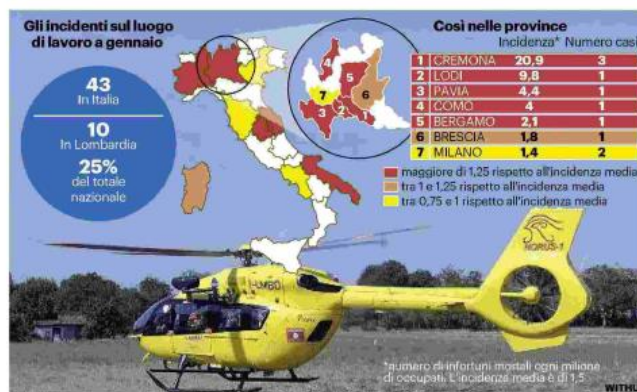 Gli incidenti sul luogo
di lavoro a gennaio
43
In Italia
10
In Lombardia
25%
del totale
nazionale
4
5
7
6
3
2
1
Così nelle province
Incidenza* Numero casi
1 CREMONA 20,9 3
2 LODI 9,8 1
3 PAVIA 4,4 1
4 COMO 4 1
5 BERGAMO 2,1 1
6 BRESCIA 1,8 1
7 MILANO 1,4 2
maggiore di 1,25 rispetto all'incidenza media
tra 1 e 1,25 rispetto all'incidenza media
tra 0,75 e 1 rispetto all'incidenza media
HORUS-1
*numero di infortuni mortali ogni milione
di occupati. L'incidenza media è di 1,5
WITHUB